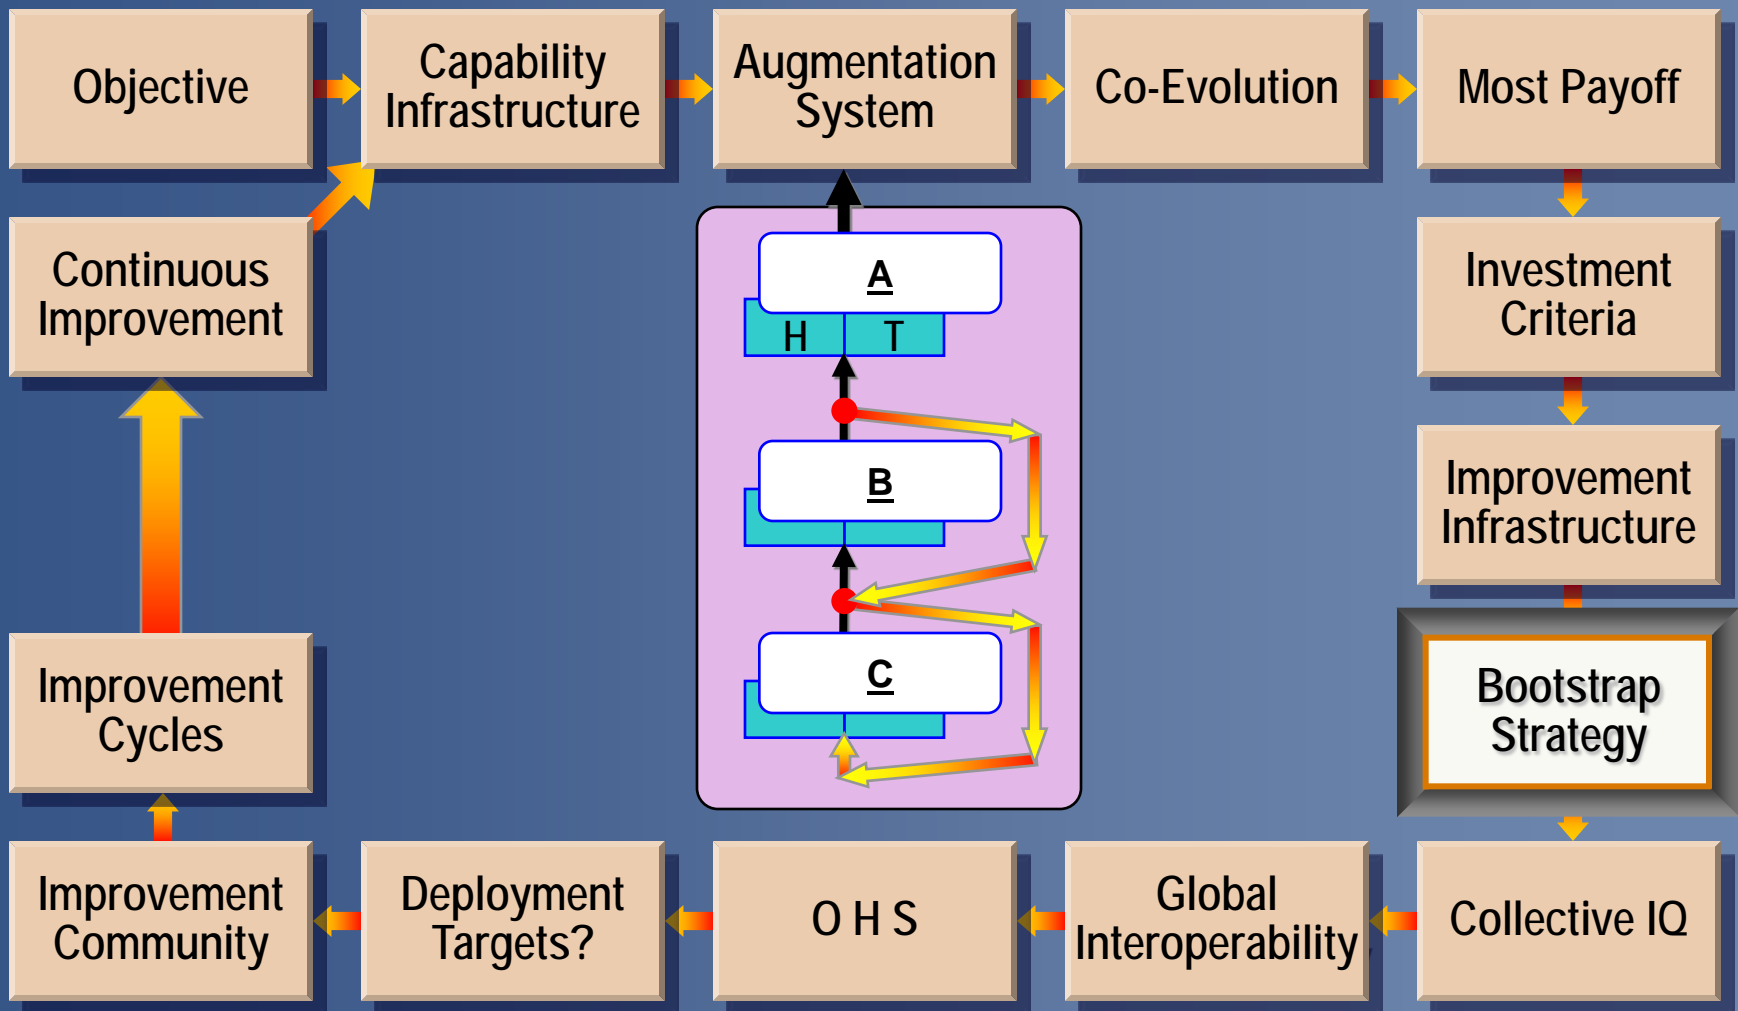 Objective
Capability
Infrastructure
Augmentation
System
Co-Evolution
Most Payoff
Continuous
Improvement
A
H T
B
C
Investment
Criteria
Improvement
Infrastructure
Improvement
Cycles
Bootstrap
Strategy
Improvement
Community
Deployment
Targets?
O H S
Global
Interoperability
Collective IQ